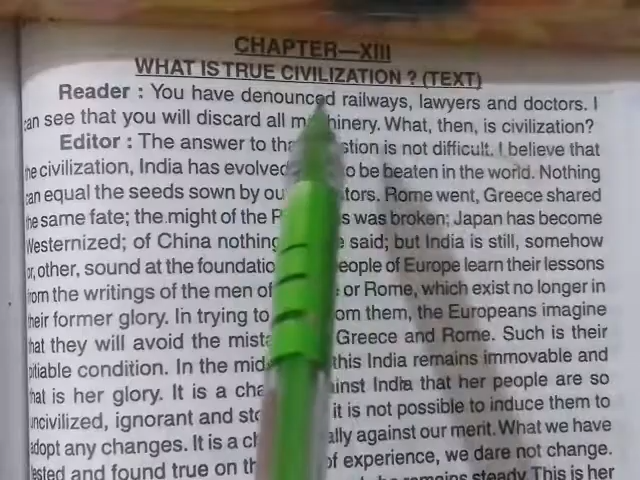 CHAPTER—XIII
WHAT IS TRUE CIVILIZATION ? (TEXT)
Reader : You have denounced railways, lawyers and doctors. I
can see that you will discard all machinery. What, then, is civilization?
Editor : The answer to stion is not difficult. I believe that
the civilization, India has evolved to be beaten in the world. Nothing
can equal the seeds sown by ou tors. Rome went, Greece shared
the same fate; the.might of the P s was broken; Japan has become
Westernized; of China nothing said; but India is still, somehow
or, other, sound at the foundatio eople of Europe learn their lessons
from the writings of the men of or Rome, which exist no longer in
their former glory. In trying to om them, the Europeans imagine
that they will avoid the mist Greece and Rome. Such is their
pitiable condition. In the mid this India remains immovable and
that is her glory. It is a cha inst India that her people are so
uncivilized, ignorant and sto it is not possible to induce them to
adopt any changes. It is a ch ally against our merit. What we have
tested and found true on th of experience, we dare not change.
remains steady This is her